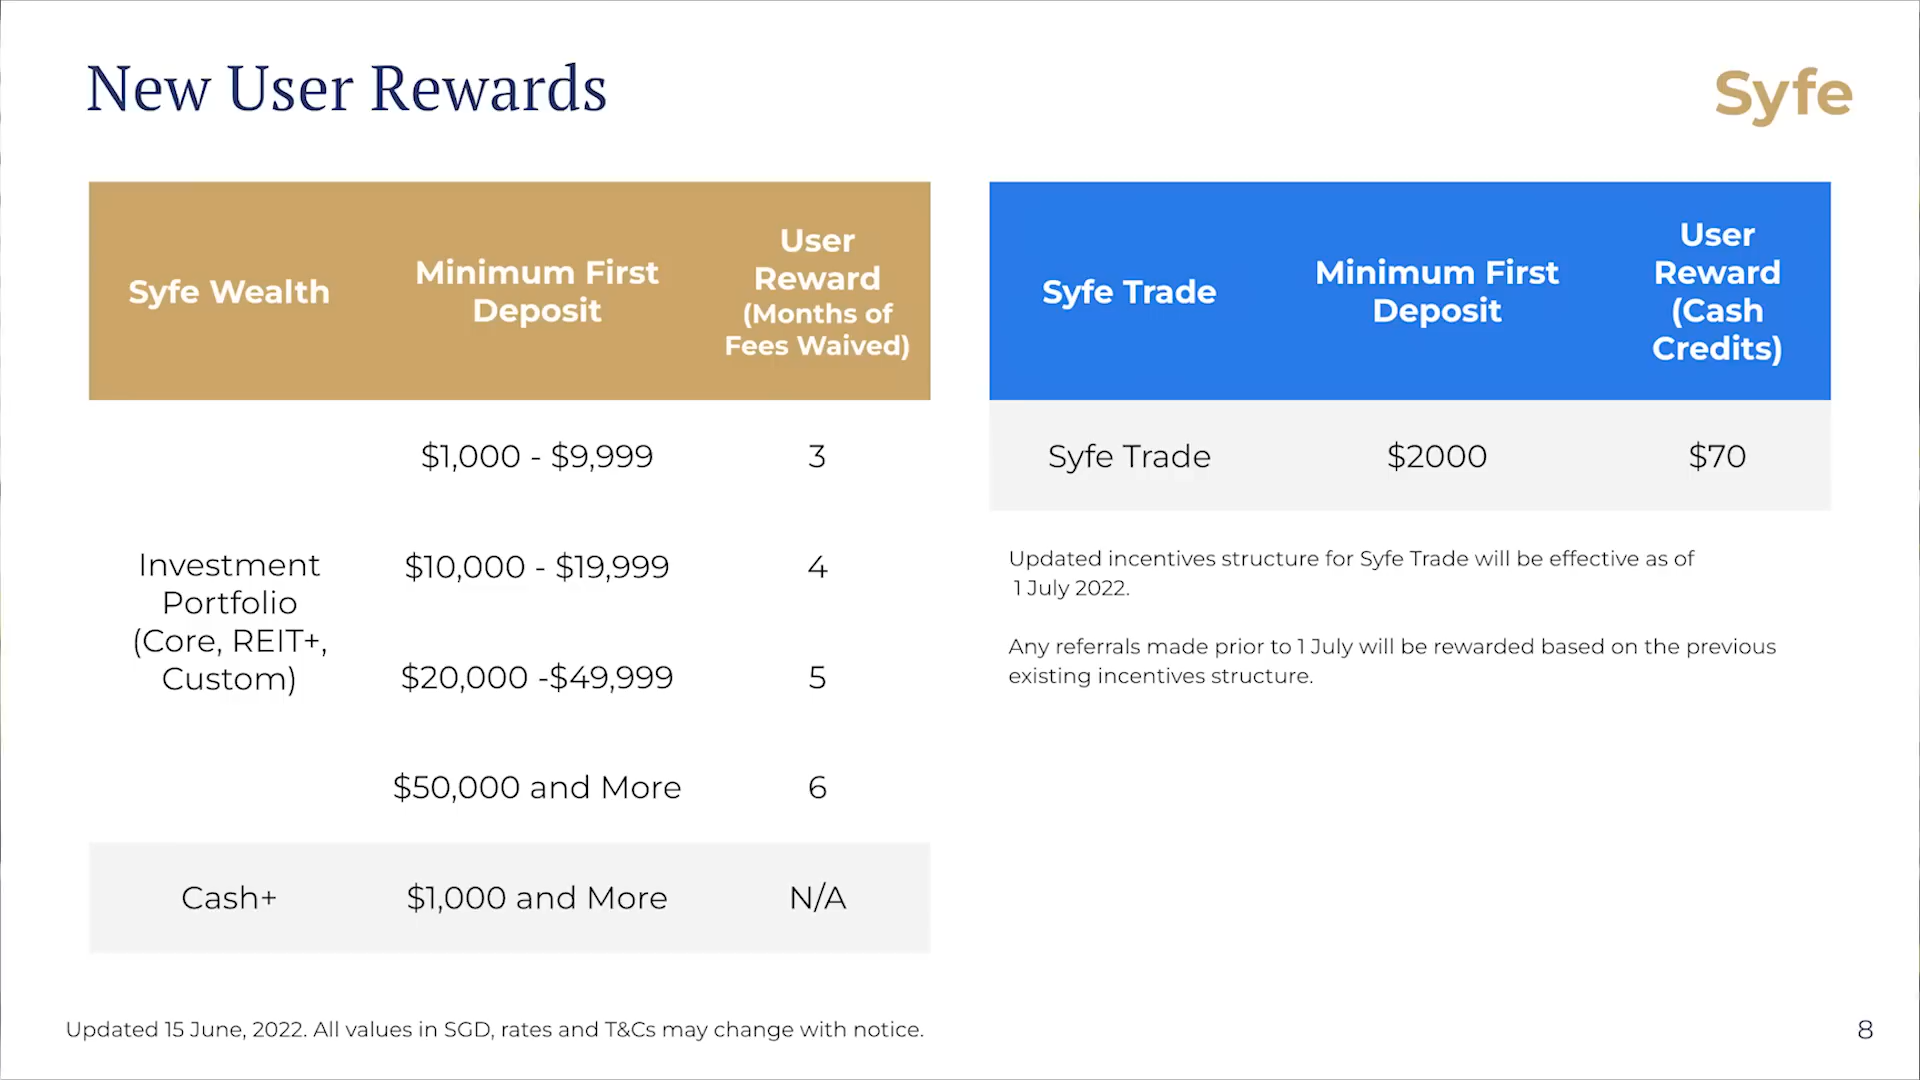 New User Rewards
Syfe
Syfe Wealth
Minimum First
Deposit
User
Reward
(Months of
Fees Waived)
Investment
Portfolio
(Core, REIT+,
Custom)
$1,000 - $9,999
3
$10,000 - $19,999
4
$20,000 -$49,999
5
$50,000 and More
6
Cash+
$1,000 and More
N/A
Syfe Trade
Minimum First
Deposit
User
Reward
(Cash
Credits)
Syfe Trade
$2000
$70
Updated incentives structure for Syfe Trade will be effective as of
1 July 2022.
Any referrals made prior to 1 July will be rewarded based on the previous
existing incentives structure.
Updated 15 June, 2022. All values in SGD, rates and T&Cs may change with notice.
8